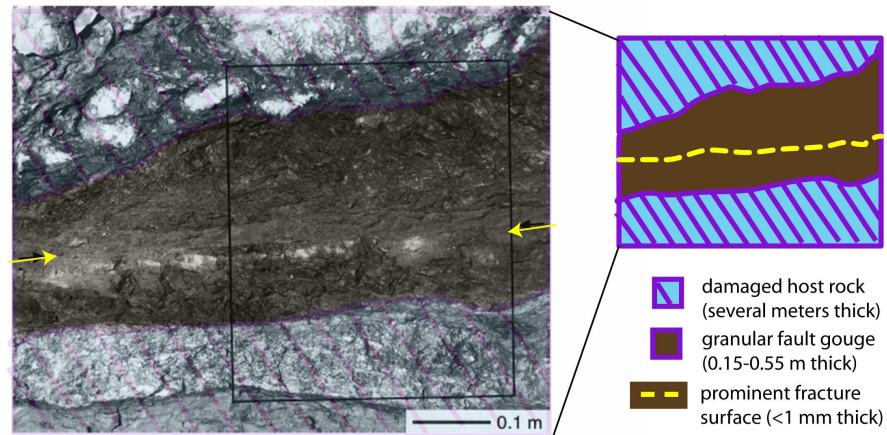 0.1 m
damaged host rock
(several meters thick)
granular fault gouge
(0.15-0.55 m thick)
prominent fracture
surface (<1 mm thick)